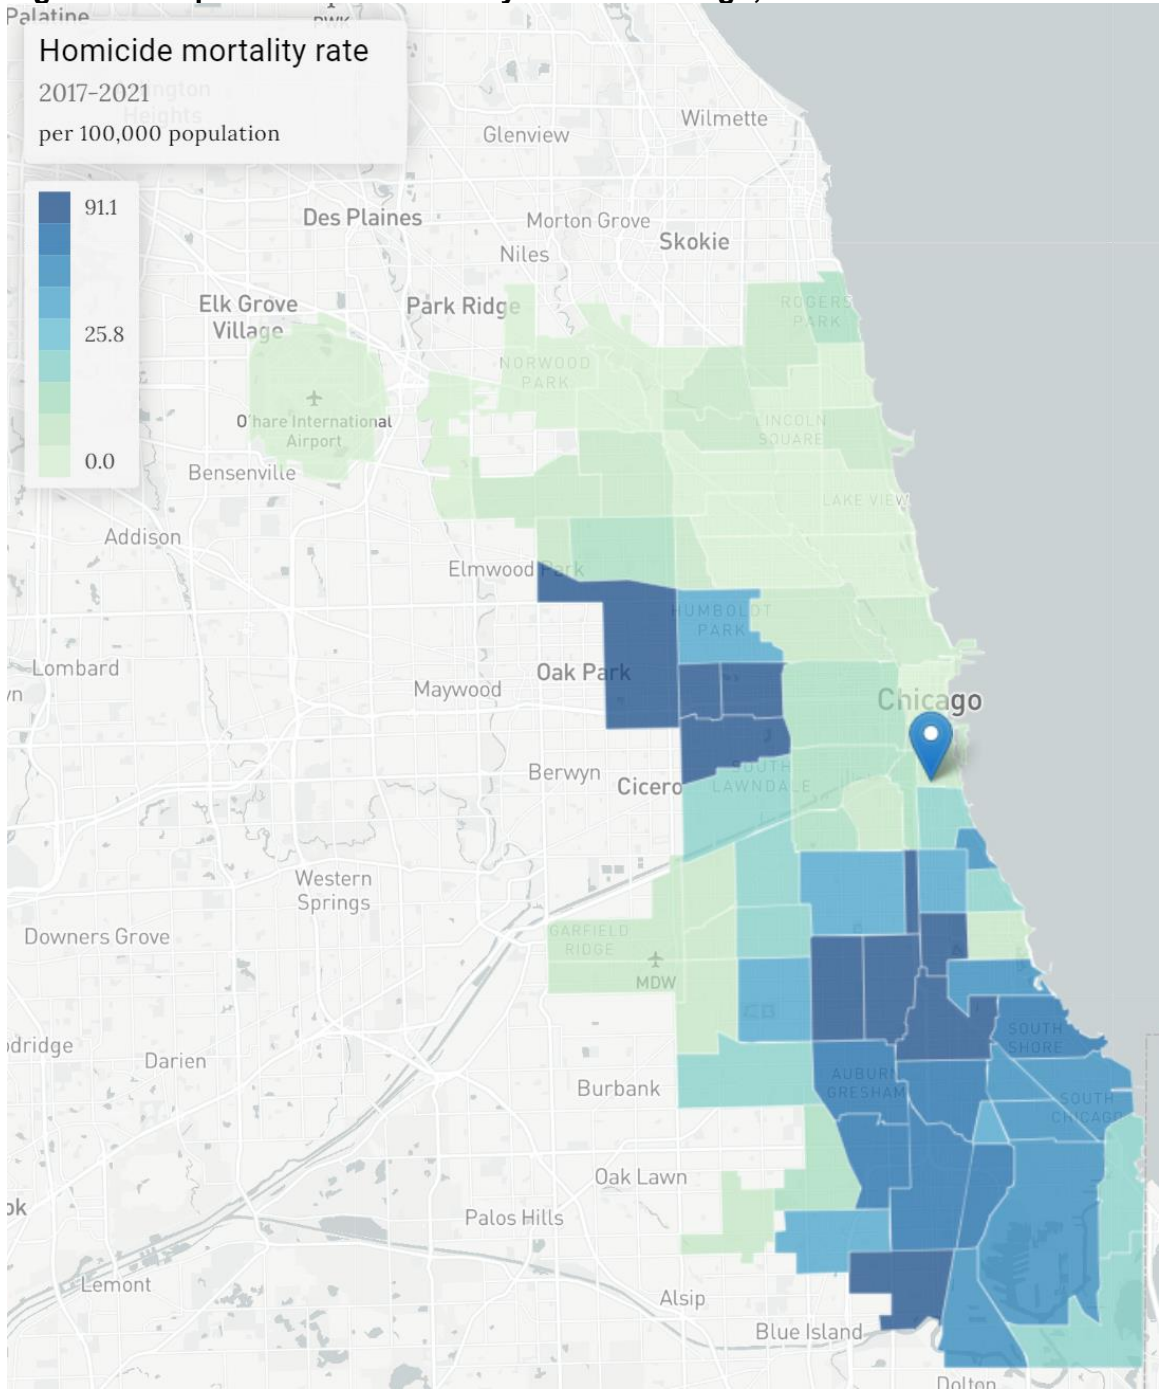 Palatine
PWK
Homicide mortality rate
2017-2021
per 100,000 population
91.1
25.8
0.0
Wilmette
Glenview
Des Plaines
Morton Grove
Skokie
Niles
Elk Grove
Village
Park Ridge
ROGERS
PARK
NORWOOD
PARK
O'hare International
Airport
LINCOLN
SQUARE
Bensenville
LAKE VIEW
Addison
Elmwood Park
HUMBOLDT
PARK
Lombard
Oak Park
Maywood
Chicago
Berwyn
Cicero
SOUTH
LAWNDALE
Western
Springs
Downers Grove
GARFIELD
RIDGE
MDW
Darien
SOUTH
SHORE
Burbank
AUBURN
GRESHAM
SOUTH
CHICAGO
Oak Lawn
Palos Hills
Lemont
Alsip
Blue Island
Dolton